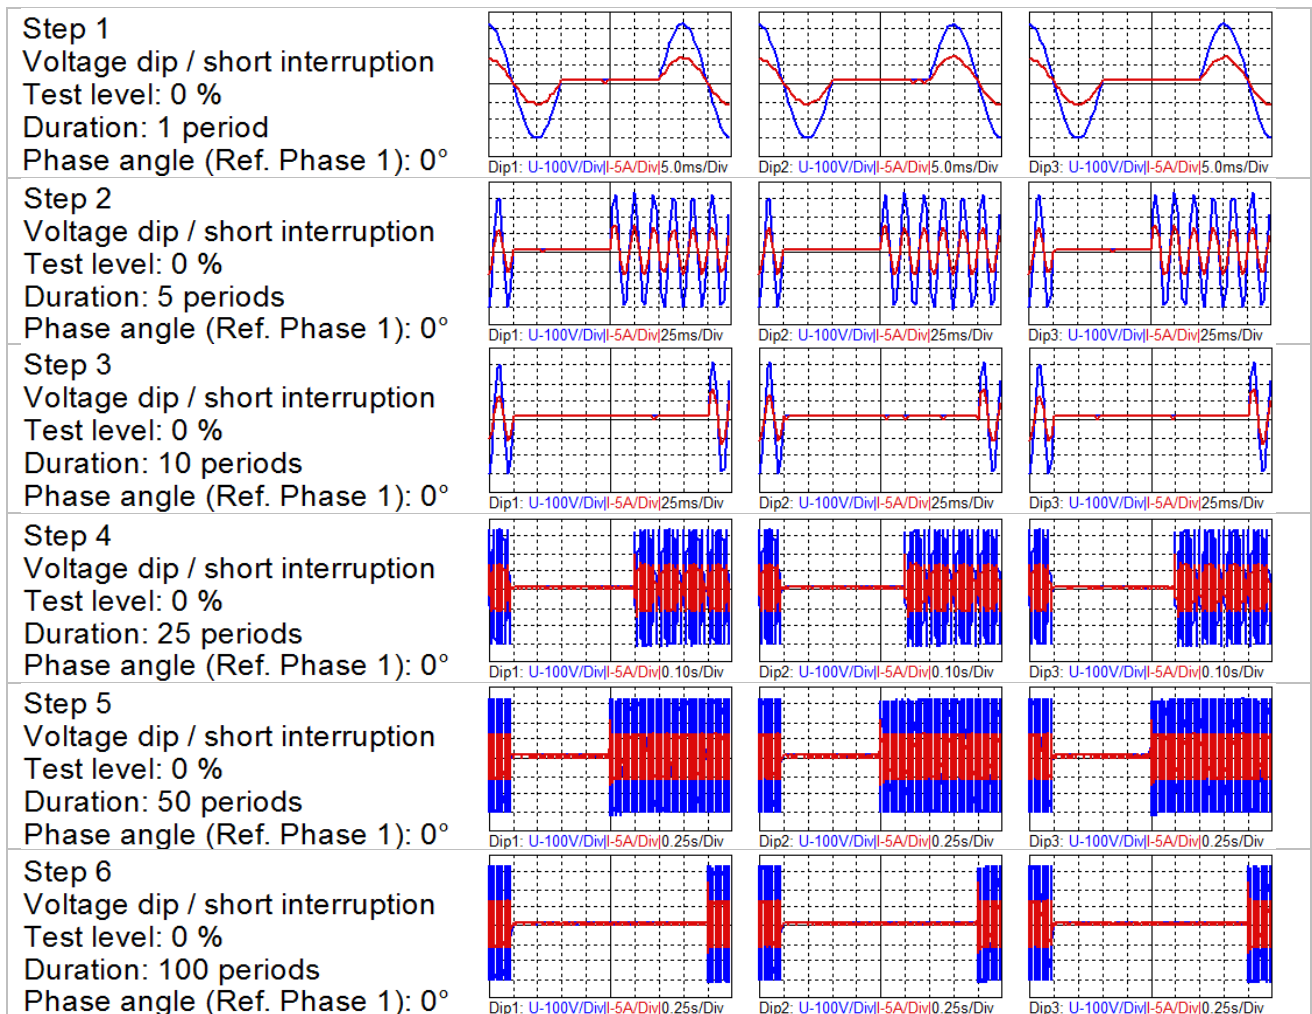 Step 1
Voltage dip / short interruption
Test level: 0 %
Duration: 1 period
Phase angle (Ref. Phase 1): 0°
Dip1: U-100V/Div|I-5A/Div|5.0ms/Div
Dip2: U-100V/Div|I-5A/Div|5.0ms/Div
Dip3: U-100V/Div|I-5A/Div|5.0ms/Div
Step 2
Voltage dip / short interruption
Test level: 0 %
Duration: 5 periods
Phase angle (Ref. Phase 1): 0°
Dip1: U-100V/Div|I-5A/Div|25ms/Div
Dip2: U-100V/Div|I-5A/Div|25ms/Div
Dip3: U-100V/Div|I-5A/Div|25ms/Div
Step 3
Voltage dip / short interruption
Test level: 0 %
Duration: 10 periods
Phase angle (Ref. Phase 1): 0°
Dip1: U-100V/Div|I-5A/Div|25ms/Div
Dip2: U-100V/Div|I-5A/Div|25ms/Div
Dip3: U-100V/Div|I-5A/Div|25ms/Div
Step 4
Voltage dip / short interruption
Test level: 0 %
Duration: 25 periods
Phase angle (Ref. Phase 1): 0°
Dip1: U-100V/Div|I-5A/Div|0.10s/Div
Dip2: U-100V/Div|I-5A/Div|0.10s/Div
Dip3: U-100V/Div|I-5A/Div|0.10s/Div
Step 5
Voltage dip / short interruption
Test level: 0 %
Duration: 50 periods
Phase angle (Ref. Phase 1): 0°
Dip1: U-100V/Div|I-5A/Div|0.25s/Div
Dip2: U-100V/Div|I-5A/Div|0.25s/Div
Dip3: U-100V/Div|I-5A/Div|0.25s/Div
Step 6
Voltage dip / short interruption
Test level: 0 %
Duration: 100 periods
Phase angle (Ref. Phase 1): 0°
Dip1: U-100V/Div|I-5A/Div|0.25s/Div
Dip2: U-100V/Div|I-5A/Div|0.25s/Div
Dip3: U-100V/Div|I-5A/Div|0.25s/Div